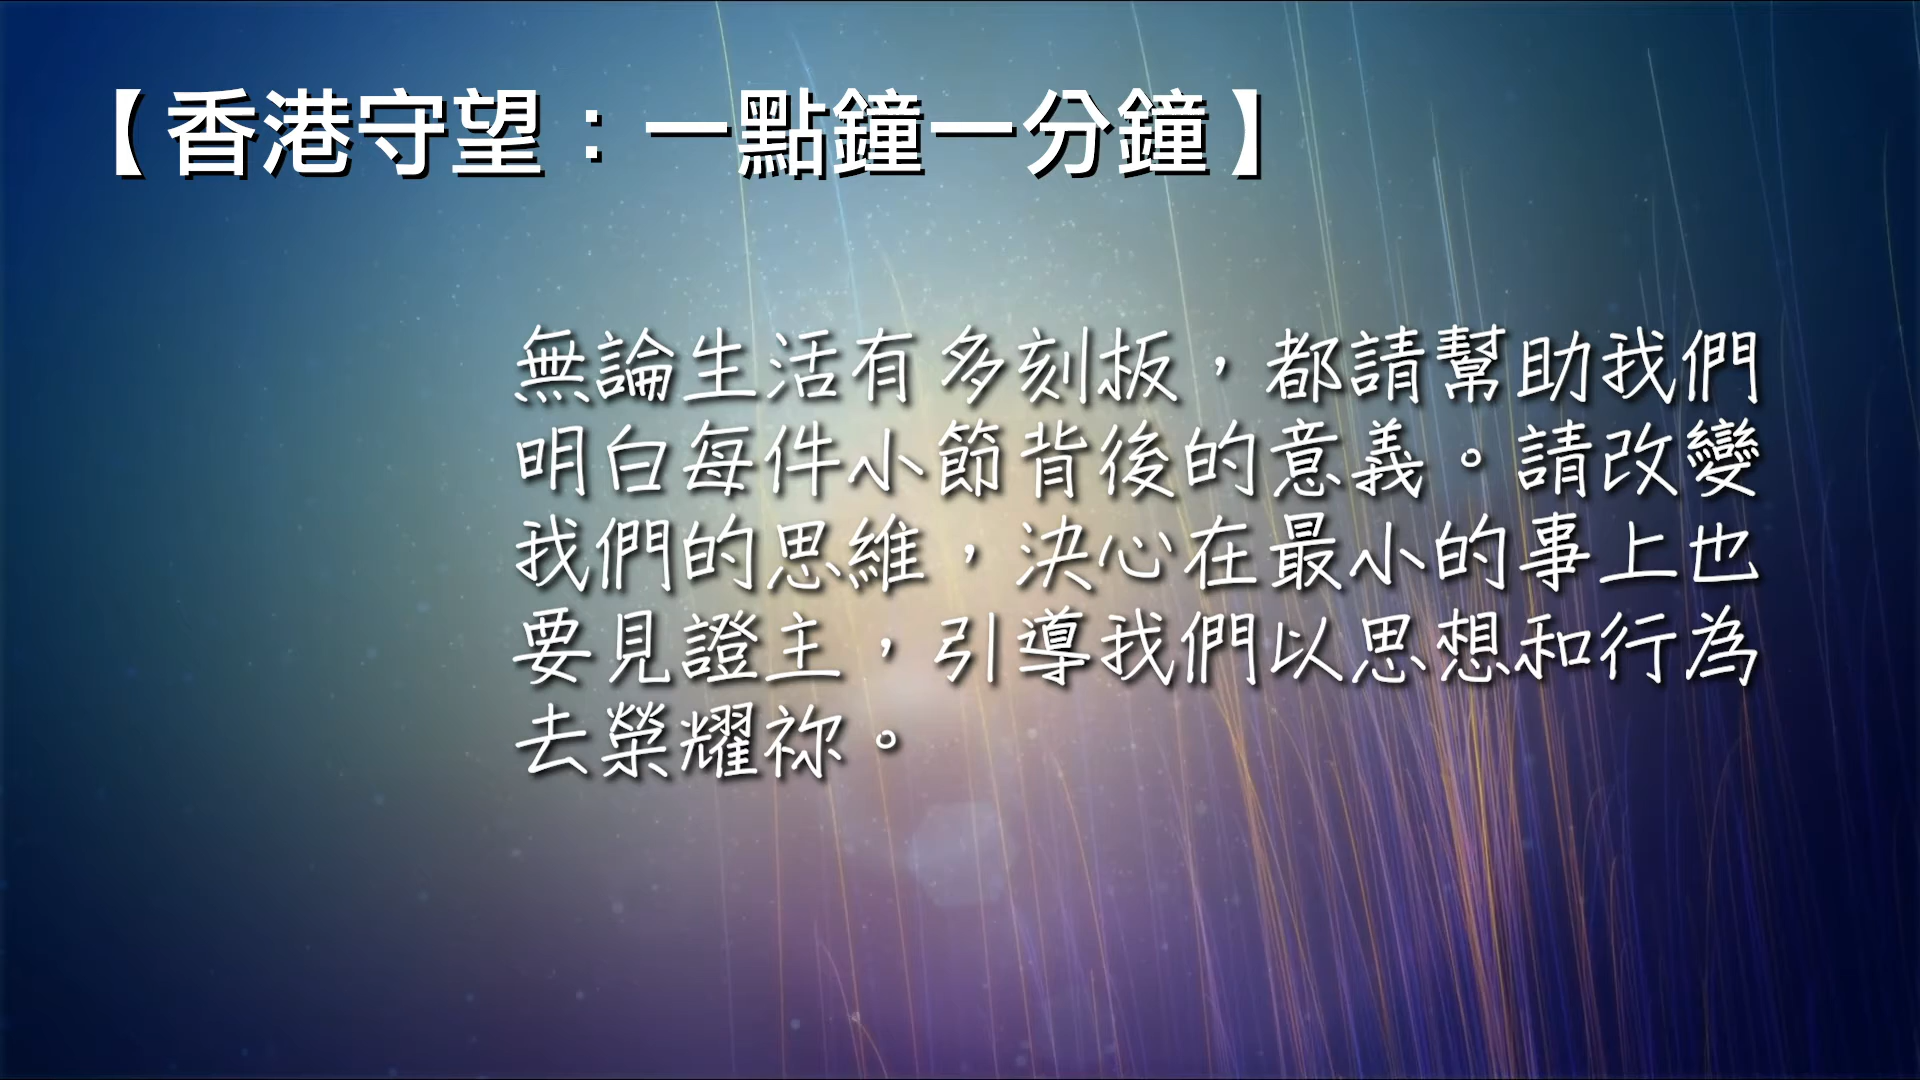 【香港守望：一點鐘一分鐘】
無論生活有多刻板，都請幫助我們
明白每件小節背後的意義。請改變
我們的思維，決心在最小的事上也
要見證主，引導我們以思想和行為
去榮耀祢。